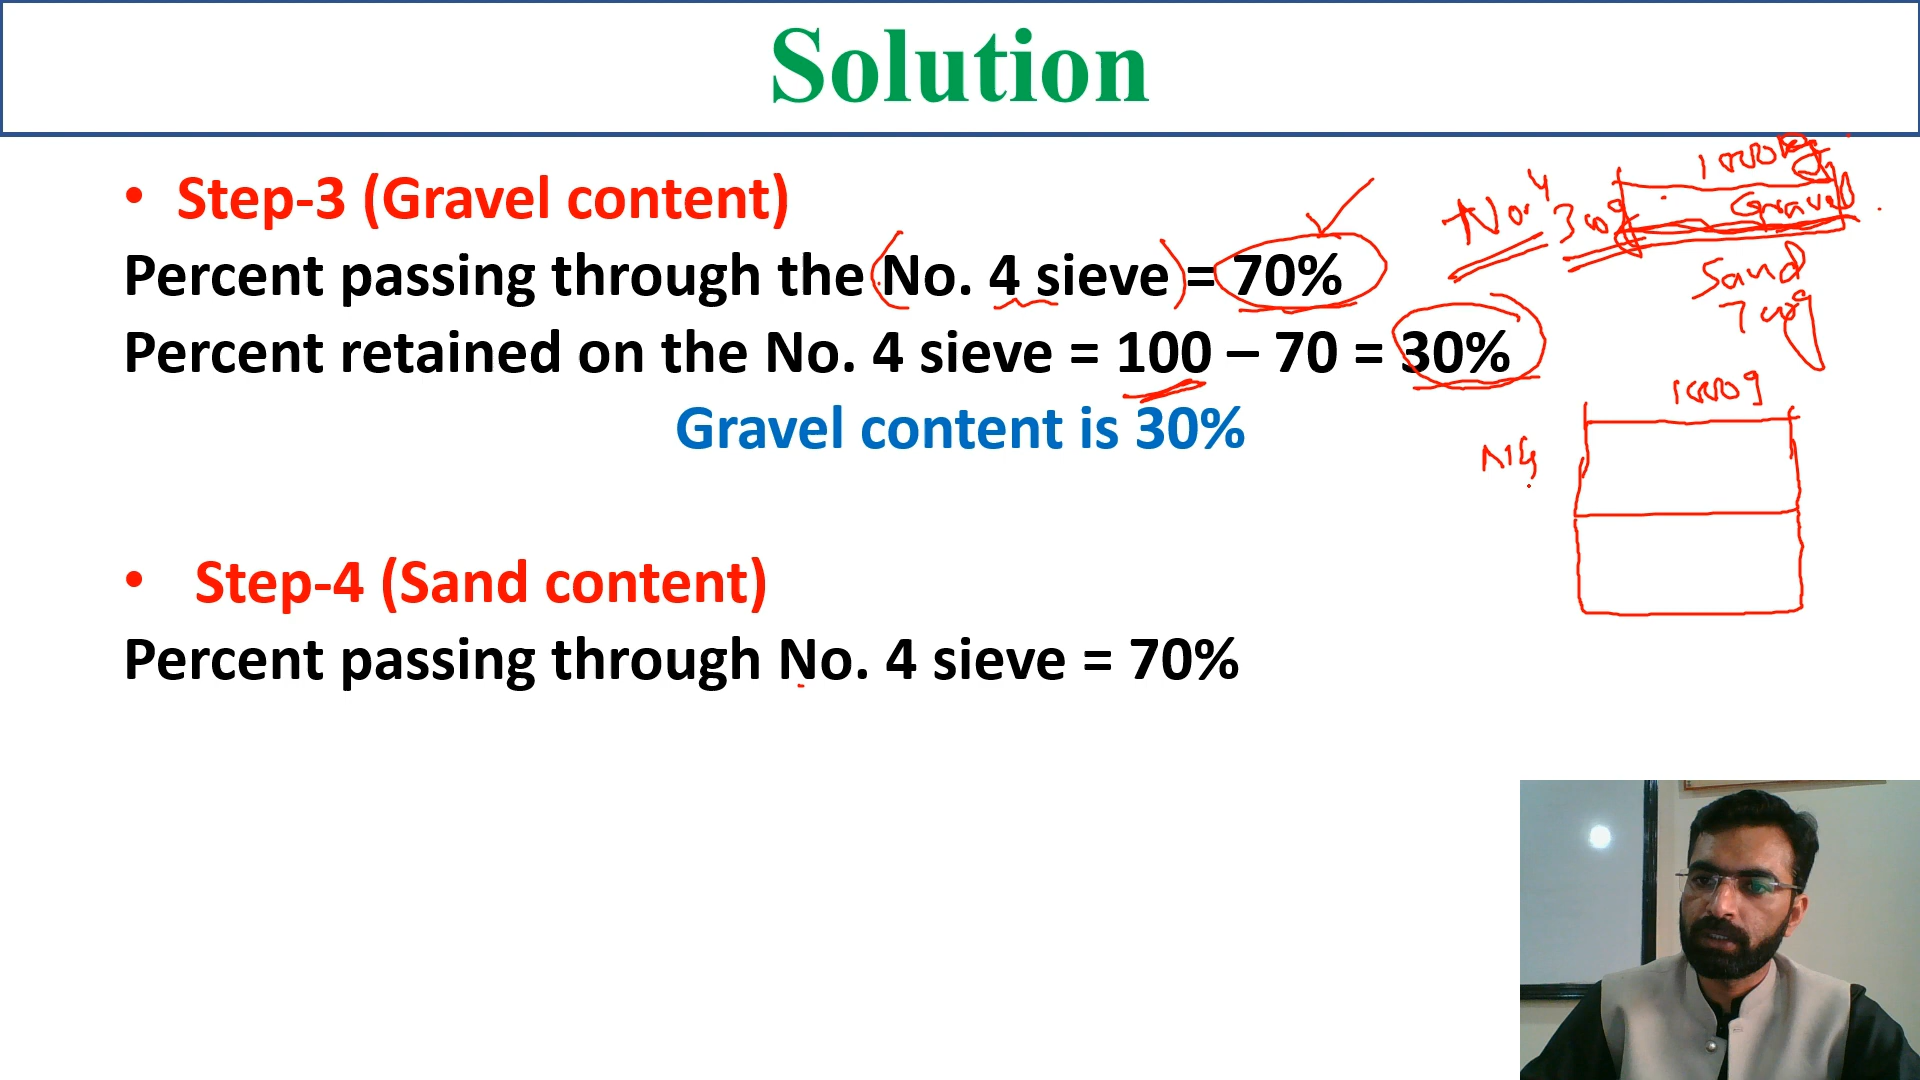 Solution
• Step-3 (Gravel content)
Percent passing through the No. 4 sieve = 70%
Percent retained on the No. 4 sieve = 100 – 70 = 30%
Gravel content is 30%
• Step-4 (Sand content)
Percent passing through No. 4 sieve = 70%
No. 4
Gravel
Sand
1000g